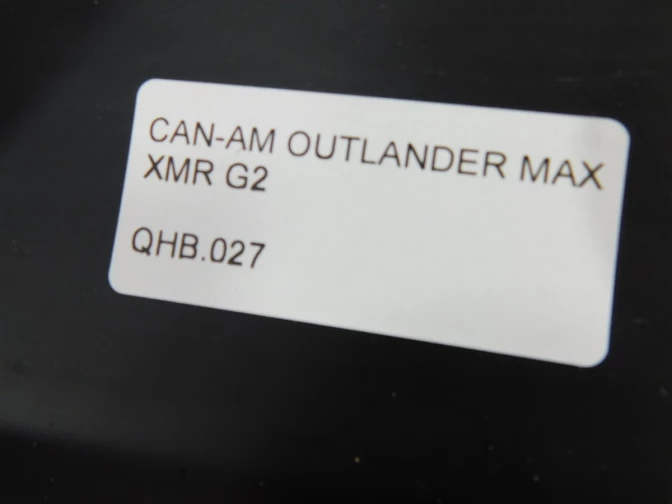 CAN-AM OUTLANDER MAX
XMR G2
QHB.027